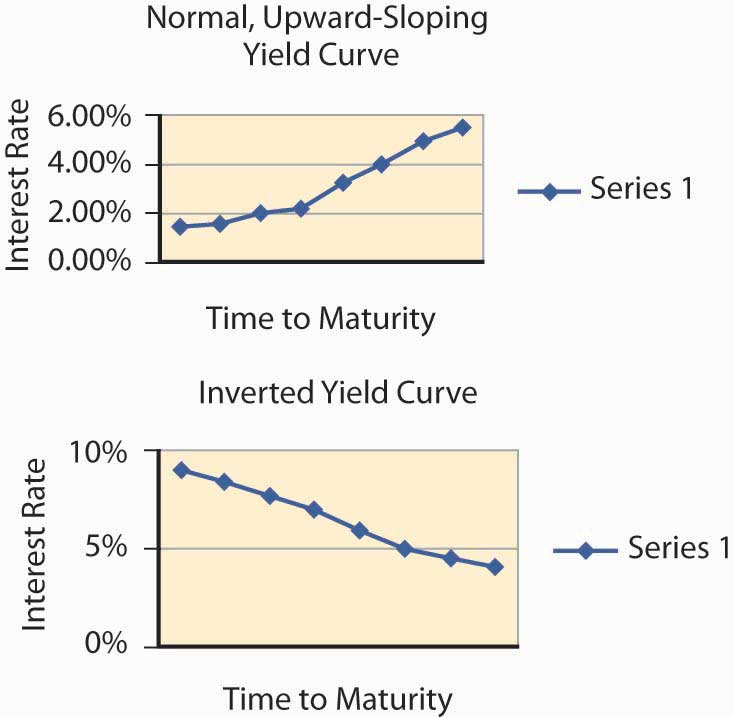 Normal, Upward-Sloping
Yield Curve
Interest Rate
6.00%
4.00%
2.00%
0.00%
Series 1
Time to Maturity
Inverted Yield Curve
Interest Rate
10%
5%
0%
Series 1
Time to Maturity